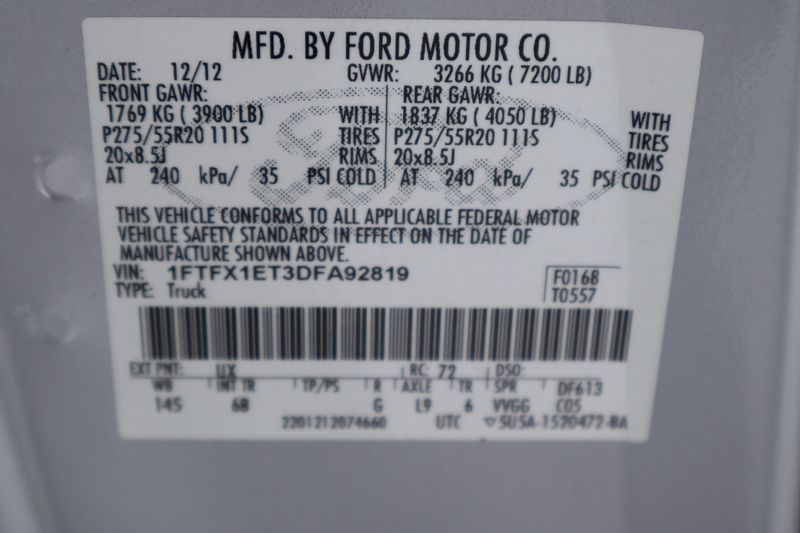 MFD. BY FORD MOTOR CO.
DATE: 12/12 GVWR: 3266 KG ( 7200 LB)
FRONT GAWR: REAR GAWR:
1769 KG ( 3900 LB) WITH 1837 KG ( 4050 LB) WITH
P275/55R20 111S TIRES P275/55R20 111S TIRES
20x8.5J RIMS 20x8.5J RIMS
AT 240 kPa/ 35 PSI COLD AT 240 kPa/ 35 PSI COLD
Ford
THIS VEHICLE CONFORMS TO ALL APPLICABLE FEDERAL MOTOR
VEHICLE SAFETY STANDARDS IN EFFECT ON THE DATE OF
MANUFACTURE SHOWN ABOVE.
VIN: 1FTFX1ET3DFA92819 F0168
TYPE: Truck T0557
EXT PNT: UX RC: 72 DSO:
WB INT TR TP/PS R AXLE TR SPR DF613
145 6B G L9 6 VVGG C05
2201212074660 UTC ▽5U5A-1520472-BA